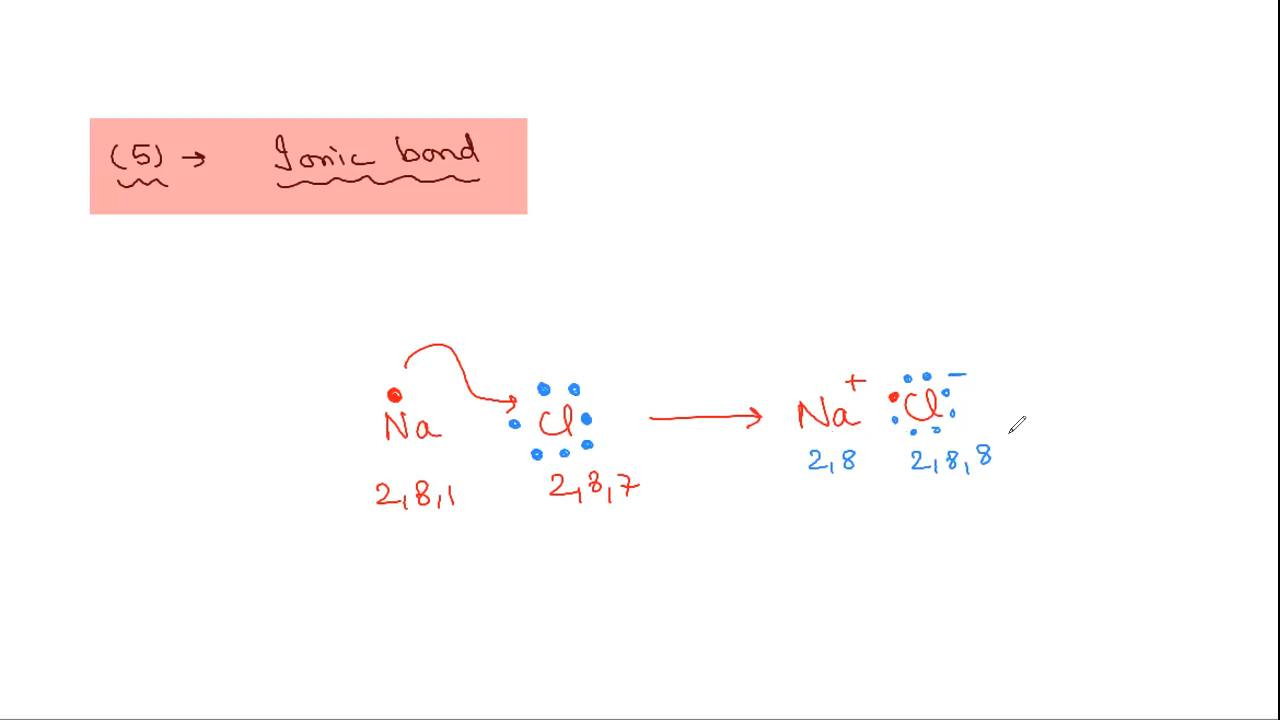 (5) → Ionic bond
Na Cl → Na+ Cl−
2,8,1 2,8,7 2,8 2,8,8